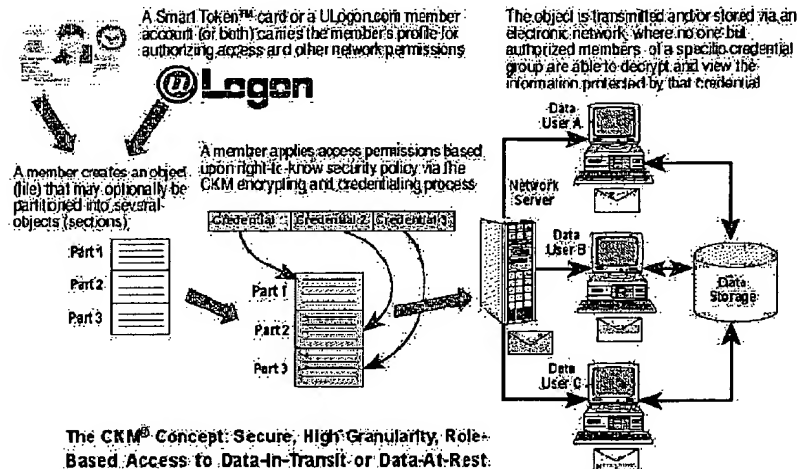 A Smart Token™ card or a ULogon.com member
account (or both) carries the member's profile for
authorizing access and other network permissions
@Logon
A member creates an object
(file) that may optionally be
partitioned into several
objects (sections)
Part 1
Part 2
Part 3
A member applies access permissions based
upon right-to-know security policy via the
CKM encrypting and credentialing process
Credential 1 Credential 2 Credential 3
Part 1
Part 2
Part 3
The object is transmitted and/or stored via an
electronic network, where no one but
authorized members of a specific credential
group are able to decrypt and view the
information protected by that credential
Data
User A
Network
Server
Data
User B
Data
Storage
Data
User C
The CKM® Concept: Secure, High Granularity, Role-
Based Access to Data-In-Transit or Data-At-Rest